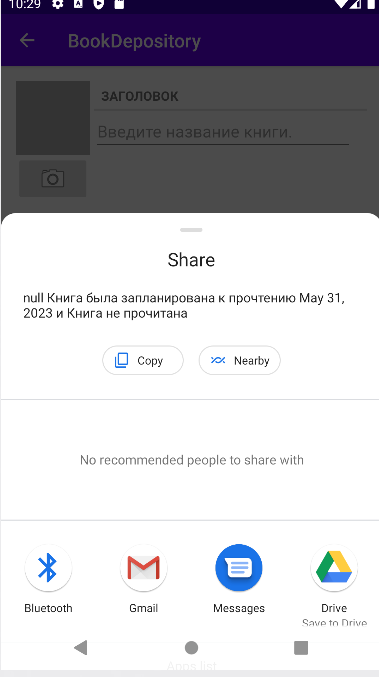 10:29
BookDepository
ЗАГОЛОВОК
Введите название книги.
Share
null Книга была запланирована к прочтению May 31,
2023 и Книга не прочитана
Copy
Nearby
No recommended people to share with
Bluetooth
Gmail
Messages
Drive
Save to Drive
Apps list